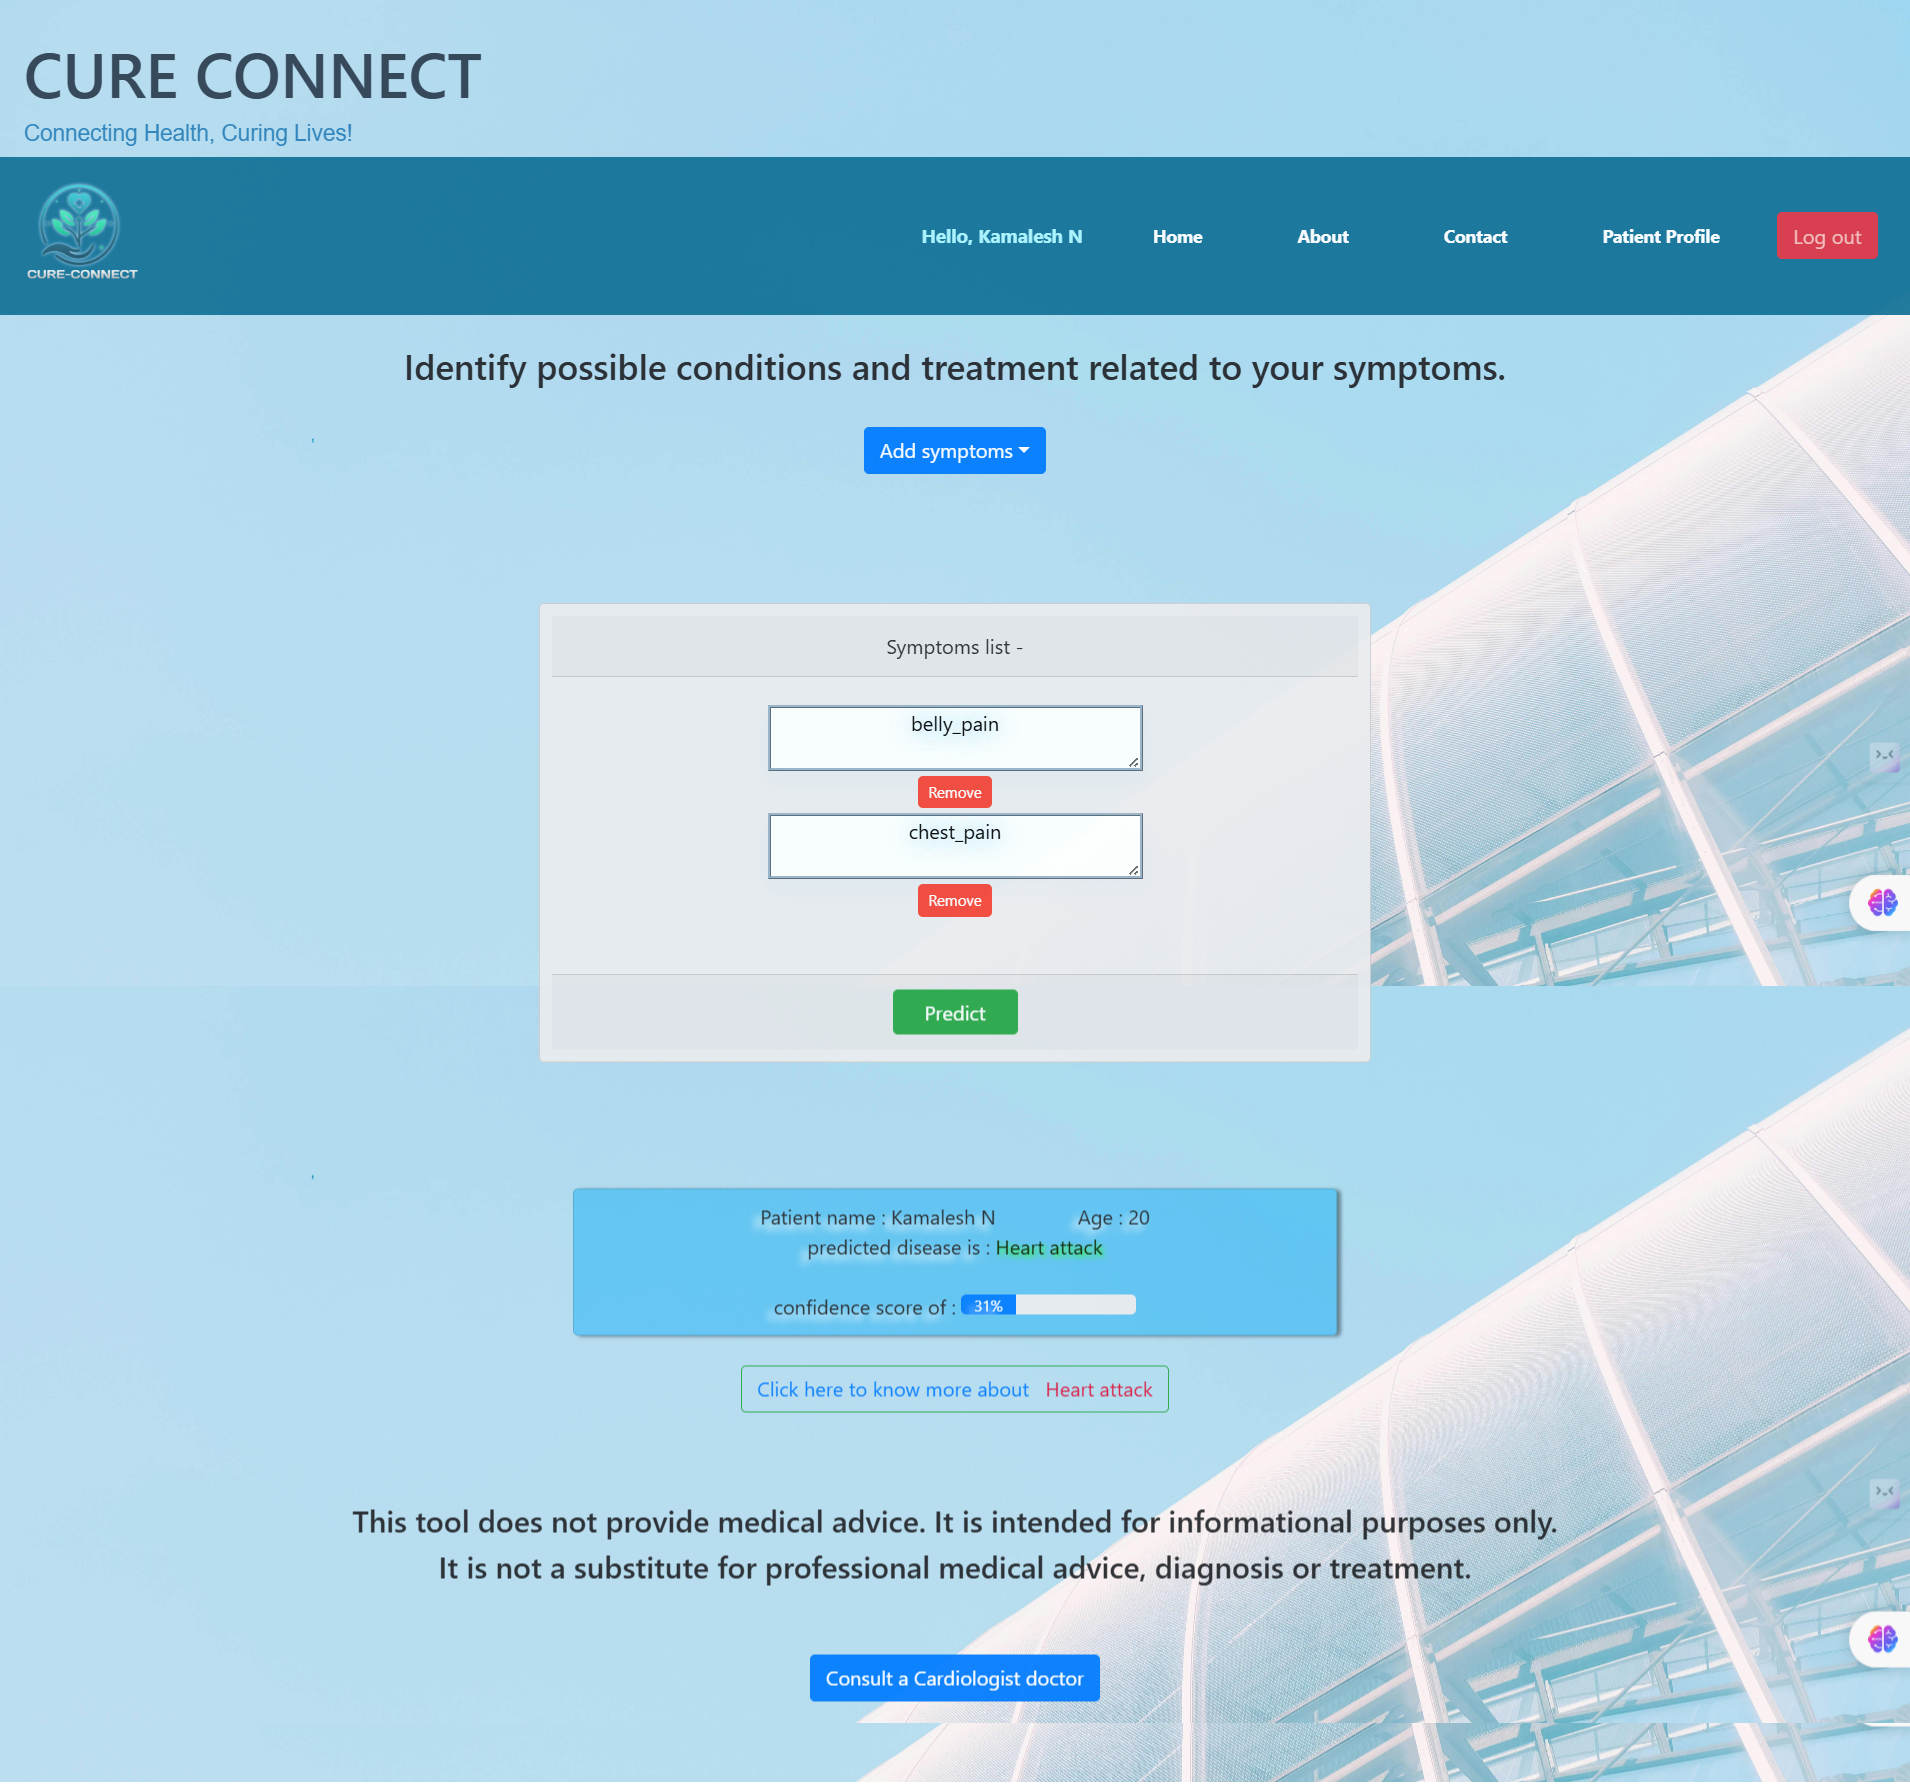 CURE CONNECT
Connecting Health, Curing Lives!
CURE-CONNECT
Hello, Kamalesh N Home About Contact Patient Profile Log out
Identify possible conditions and treatment related to your symptoms.
Add symptoms
Symptoms list -
belly_pain
Remove
chest_pain
Remove
Predict
Patient name : Kamalesh N Age : 20
predicted disease is : Heart attack
confidence score of : 31%
Click here to know more about Heart attack
This tool does not provide medical advice. It is intended for informational purposes only.
It is not a substitute for professional medical advice, diagnosis or treatment.
Consult a Cardiologist doctor